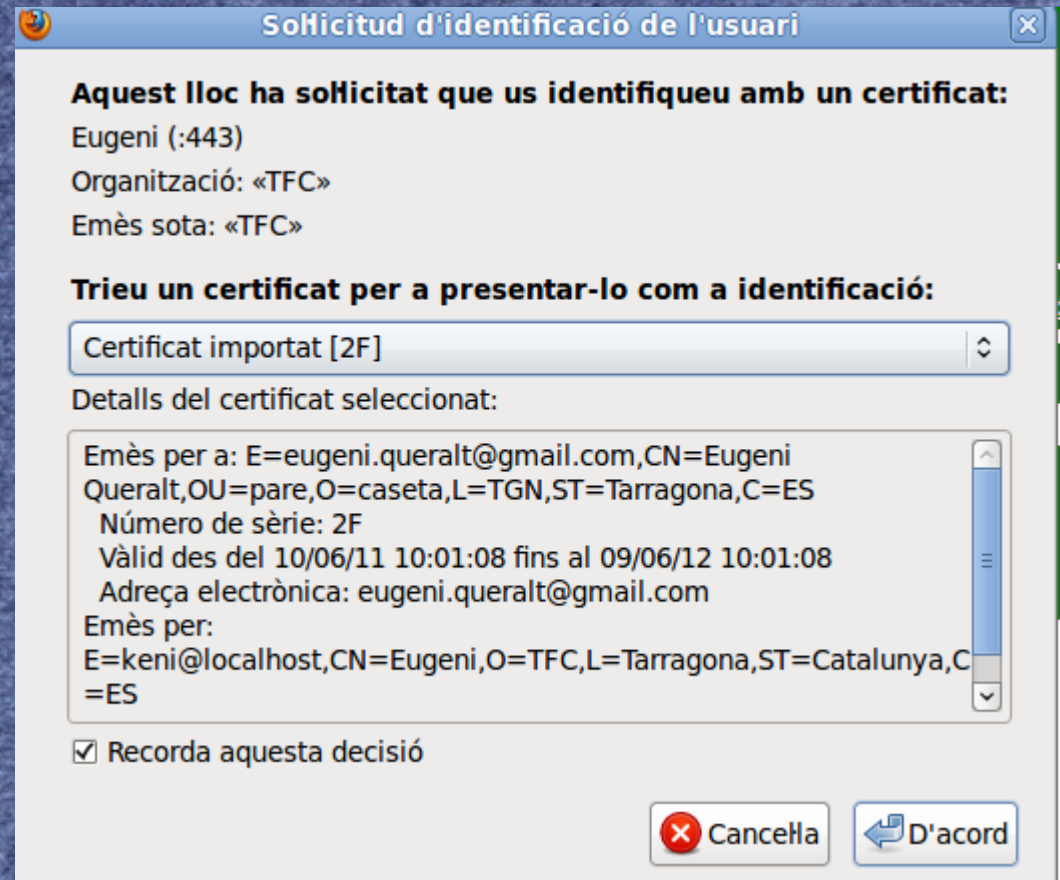 Sol·licitud d'identificació de l'usuari
Aquest lloc ha sol·licitat que us identifiqueu amb un certificat:
Eugeni (:443)
Organització: «TFC»
Emès sota: «TFC»
Trieu un certificat per a presentar-lo com a identificació:
Certificat importat [2F]
Detalls del certificat seleccionat:
Emès per a: E=eugeni.queralt@gmail.com,CN=Eugeni
Queralt,OU=pare,O=caseta,L=TGN,ST=Tarragona,C=ES
Número de sèrie: 2F
Vàlid des del 10/06/11 10:01:08 fins al 09/06/12 10:01:08
Adreça electrònica: eugeni.queralt@gmail.com
Emès per:
E=keni@localhost,CN=Eugeni,O=TFC,L=Tarragona,ST=Catalunya,C
=ES
Recorda aquesta decisió
Cancel·la D'acord